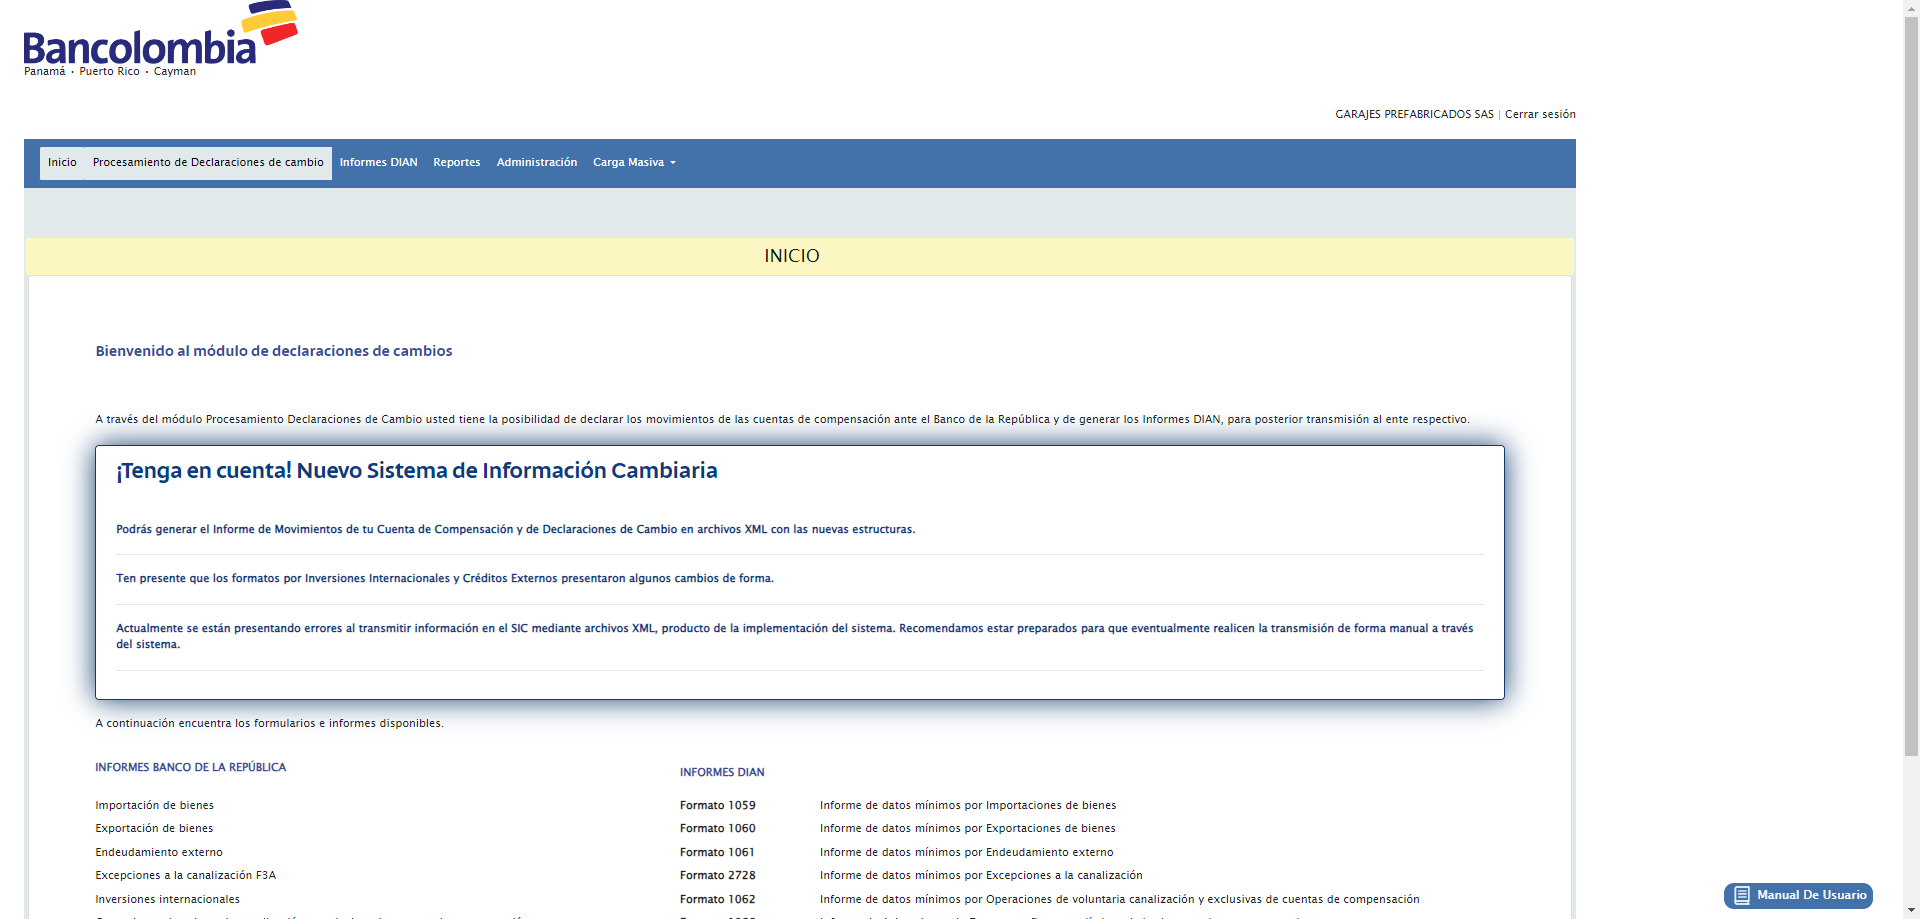 Bancolombia
Panamá • Puerto Rico • Cayman
GARAJES PREFABRICADOS SAS | Cerrar sesión
Inicio Procesamiento de Declaraciones de cambio Informes DIAN Reportes Administración Carga Masiva
INICIO
Bienvenido al módulo de declaraciones de cambios
A través del módulo Procesamiento Declaraciones de Cambio usted tiene la posibilidad de declarar los movimientos de las cuentas de compensación ante el Banco de la República y de generar los Informes DIAN, para posterior transmisión al ente respectivo.
¡Tenga en cuenta! Nuevo Sistema de Información Cambiaria
Podrás generar el Informe de Movimientos de tu Cuenta de Compensación y de Declaraciones de Cambio en archivos XML con las nuevas estructuras.
Ten presente que los formatos por Inversiones Internacionales y Créditos Externos presentaron algunos cambios de forma.
Actualmente se están presentando errores al transmitir información en el SIC mediante archivos XML, producto de la implementación del sistema. Recomendamos estar preparados para que eventualmente realicen la transmisión de forma manual a través
del sistema.
A continuación encuentra los formularios e informes disponibles.
INFORMES BANCO DE LA REPÚBLICA
Importación de bienes
Exportación de bienes
Endeudamiento externo
Excepciones a la canalización F3A
Inversiones internacionales
INFORMES DIAN
Formato 1059 Informe de datos mínimos por Importaciones de bienes
Formato 1060 Informe de datos mínimos por Exportaciones de bienes
Formato 1061 Informe de datos mínimos por Endeudamiento externo
Formato 2728 Informe de datos mínimos por Excepciones a la canalización
Formato 1062 Informe de datos mínimos por Operaciones de voluntaria canalización y exclusivas de cuentas de compensación
Manual De Usuario